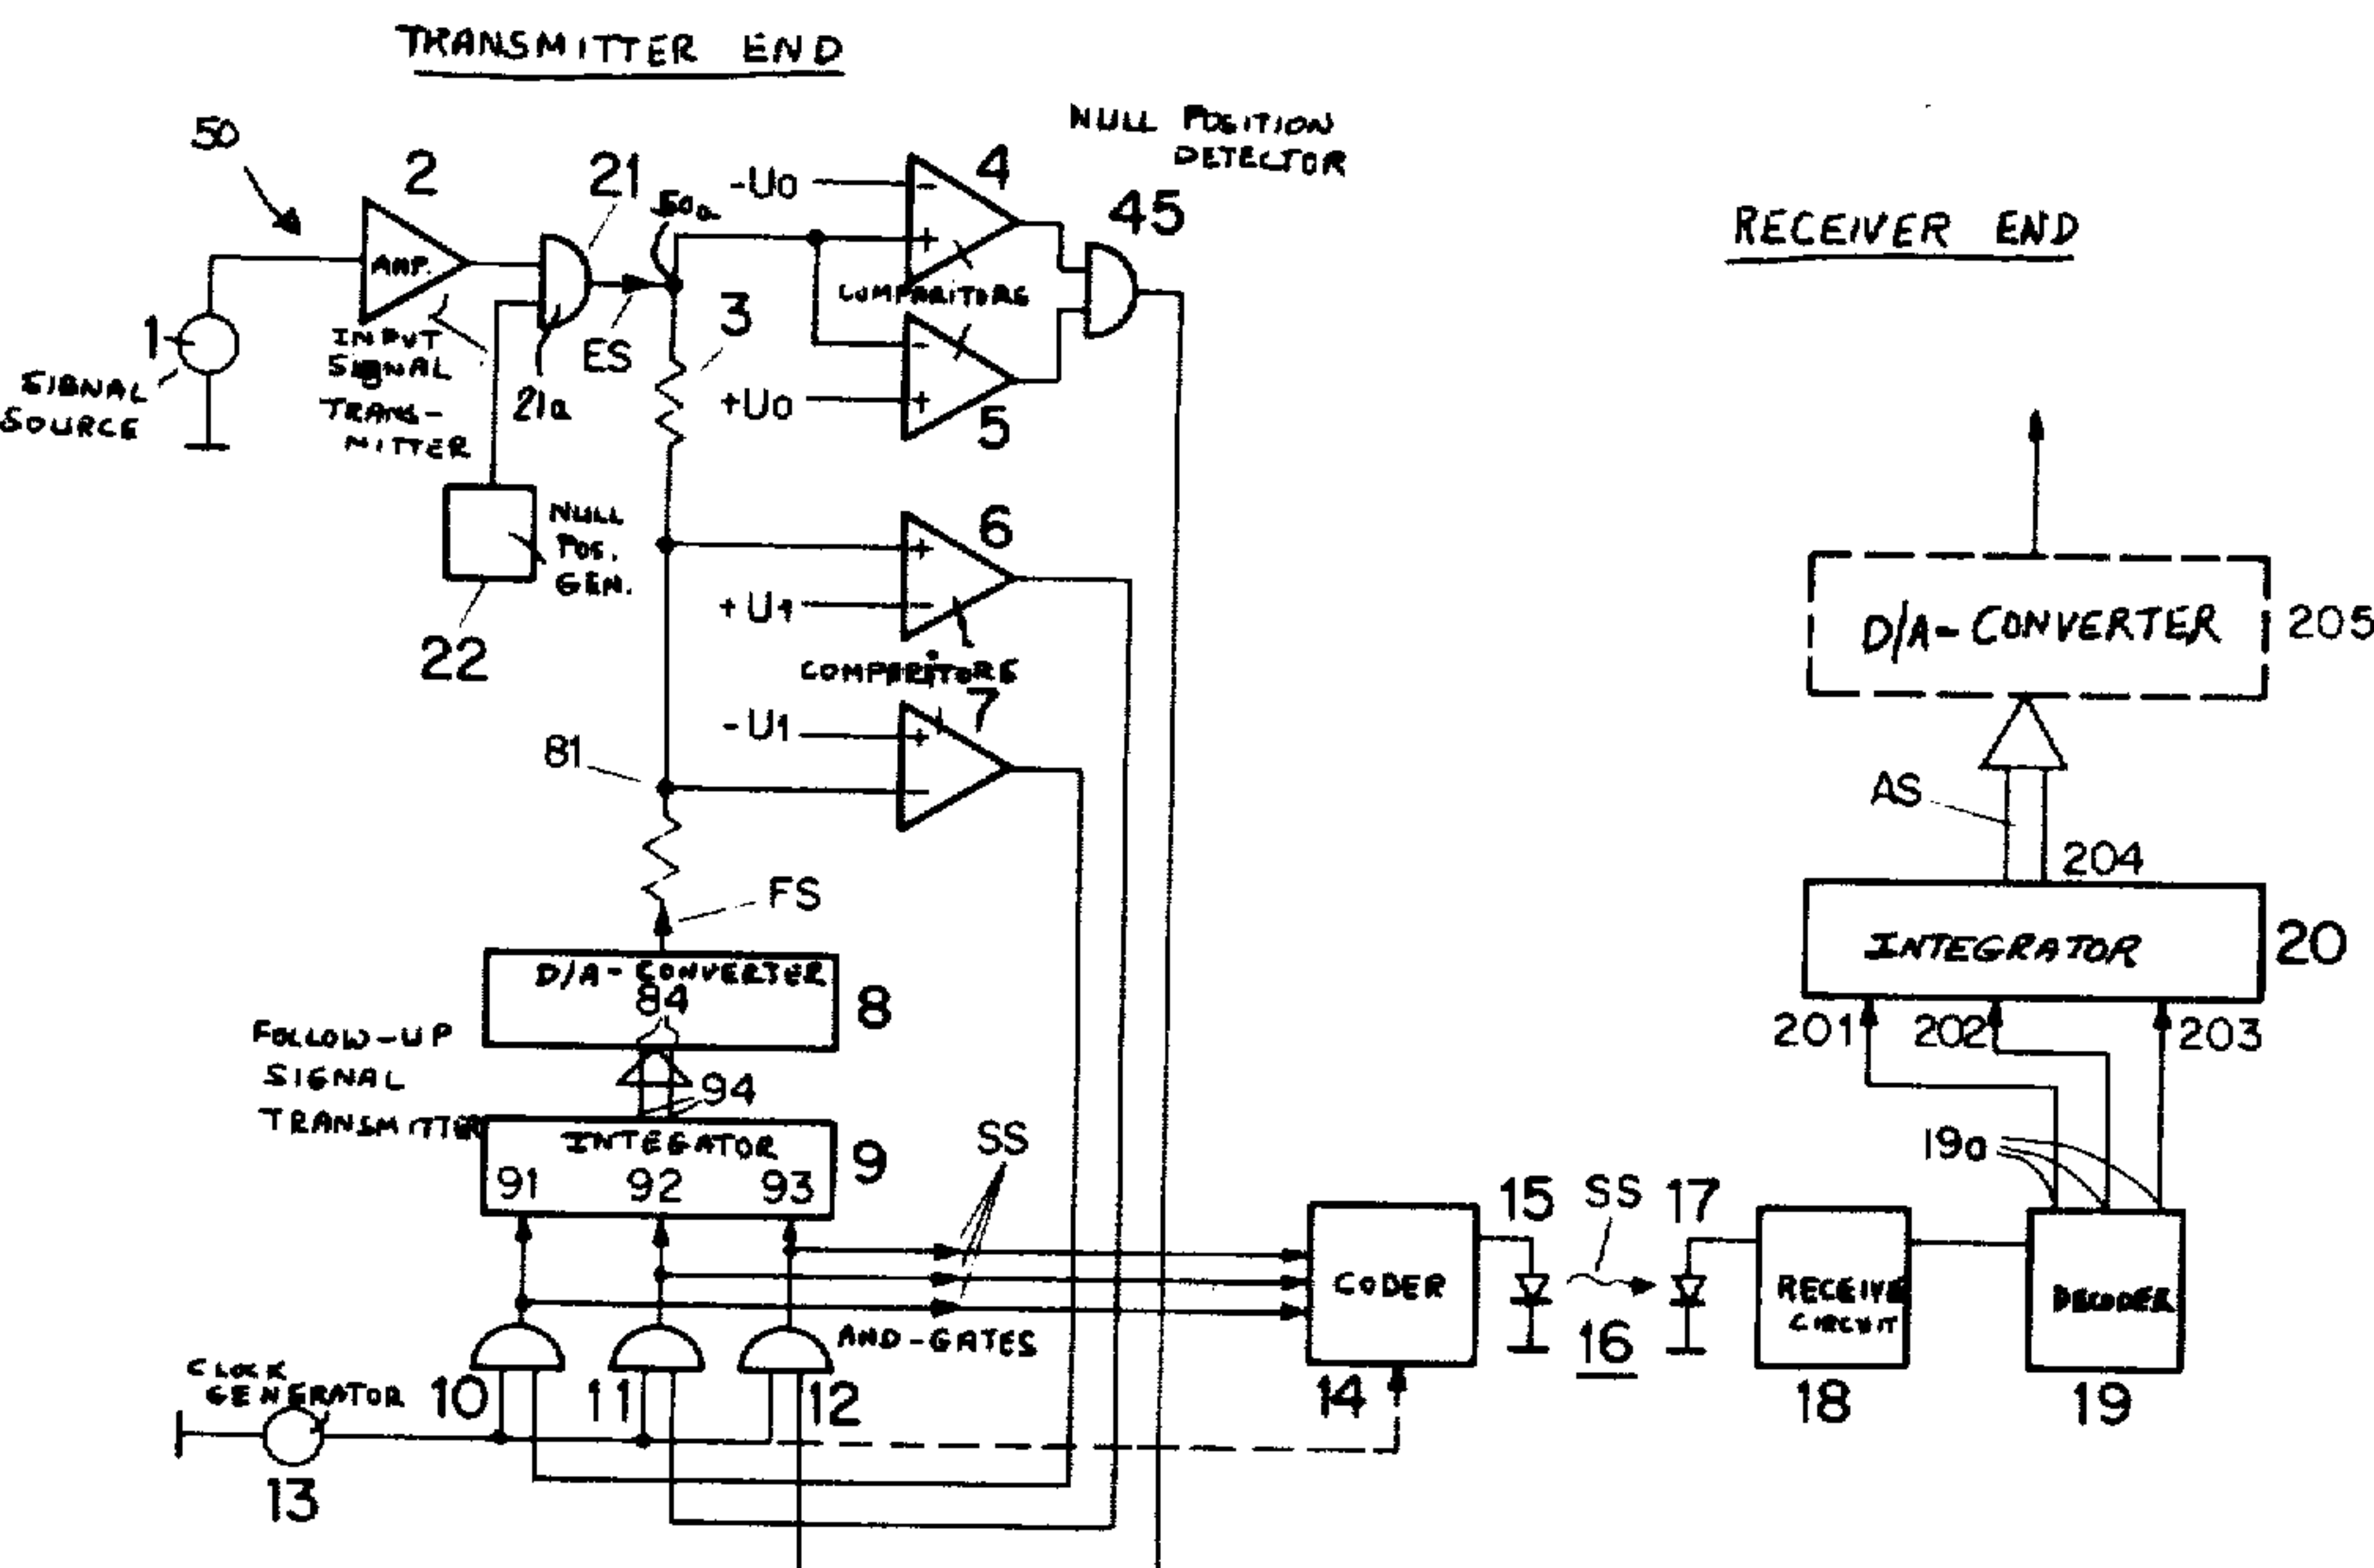 TRANSMITTER END
NULL POSITION
DETECTOR
50
2
21
50a
-U0
4
45
RECEIVER END
AMP.
1
SIGNAL
SOURCE
INPUT
SIGNAL
TRANS-
MITTER
21a
ES
3
COMPARITORS
+U0
5
NULL
POS.
GEN.
22
6
+U1
COMPARITORS
7
-U1
81
FS
D/A-CONVERTER
205
AS
204
INTEGRATOR
20
201
202
203
D/A-CONVERTER
84
8
FOLLOW-UP
SIGNAL
TRANSMITTER
94
INTEGATOR
91 92 93
9
SS
19a
CODER
14
15
SS
17
16
RECEIVE
CIRCUIT
18
DECODER
19
AND-GATES
CLOCK
GENERATOR
10
11
12
13